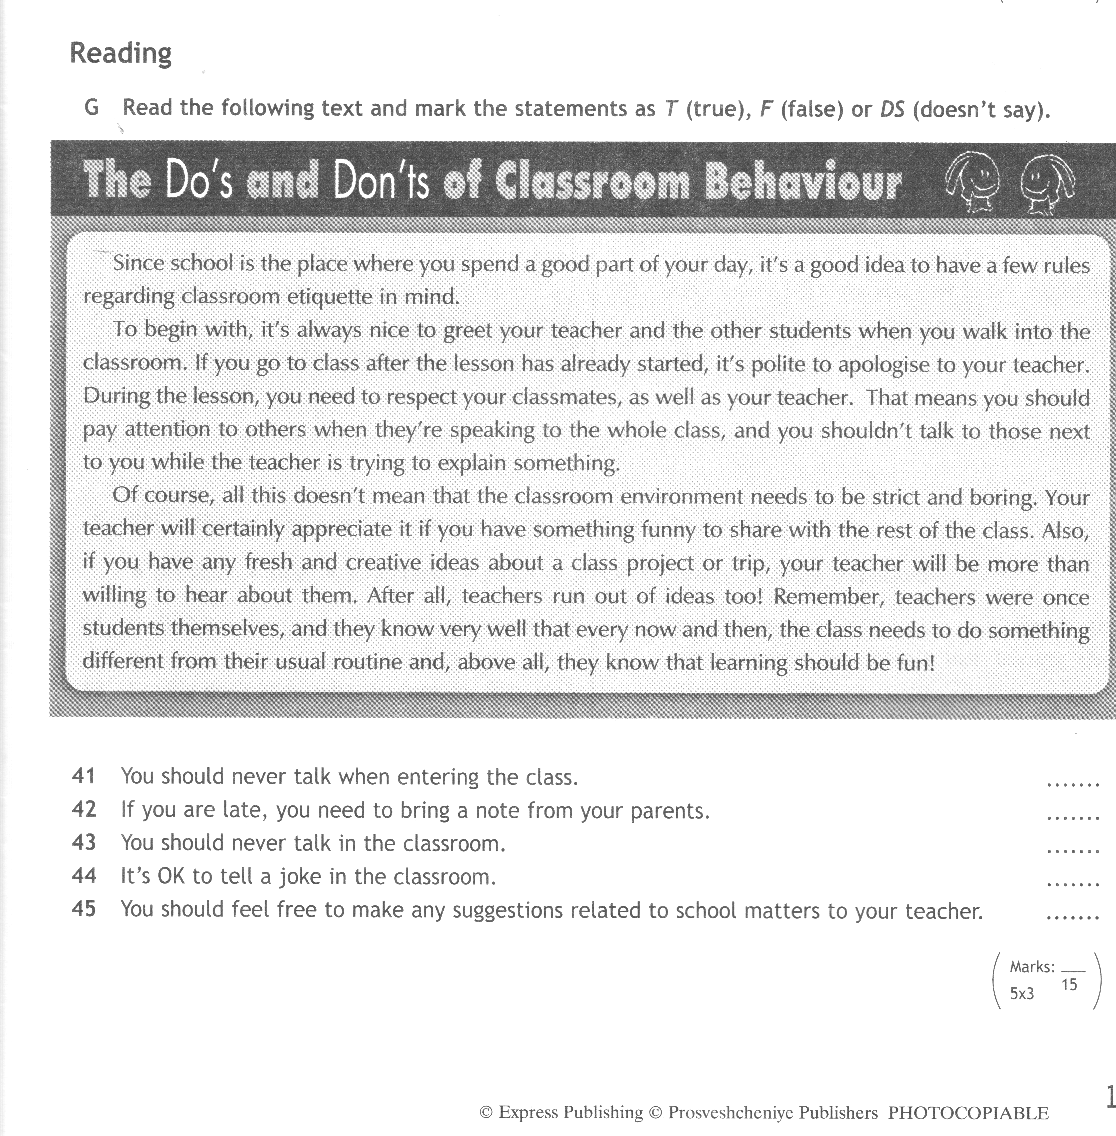 Reading
G Read the following text and mark the statements as T (true), F (false) or DS (doesn't say).
The Do's and Don'ts of Classroom Behaviour
Since school is the place where you spend a good part of your day, it's a good idea to have a few rules
regarding classroom etiquette in mind.
To begin with, it's always nice to greet your teacher and the other students when you walk into the
classroom. If you go to class after the lesson has already started, it's polite to apologise to your teacher.
During the lesson, you need to respect your classmates, as well as your teacher. That means you should
pay attention to others when they're speaking to the whole class, and you shouldn't talk to those next
to you while the teacher is trying to explain something.
Of course, all this doesn't mean that the classroom environment needs to be strict and boring. Your
teacher will certainly appreciate it if you have something funny to share with the rest of the class. Also,
if you have any fresh and creative ideas about a class project or trip, your teacher will be more than
willing to hear about them. After all, teachers run out of ideas too! Remember, teachers were once
students themselves, and they know very well that every now and then, the class needs to do something
different from their usual routine and, above all, they know that learning should be fun!
41 You should never talk when entering the class. .......
42 If you are late, you need to bring a note from your parents. .......
43 You should never talk in the classroom. .......
44 It's OK to tell a joke in the classroom. .......
45 You should feel free to make any suggestions related to school matters to your teacher. .......
Marks: ___
5x3 15
1
© Express Publishing © Prosveshcheniye Publishers PHOTOCOPIABLE